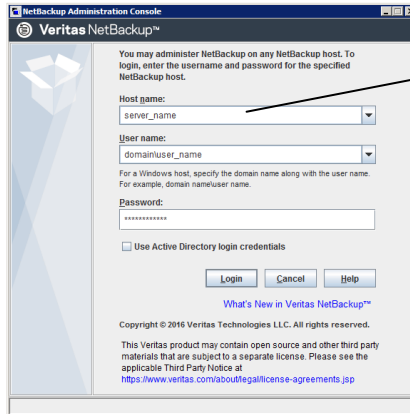 NetBackup Administration Console
Veritas NetBackup™
You may administer NetBackup on any NetBackup host. To
login, enter the username and password for the specified
NetBackup host.
Host name:
server_name
User name:
domain\user_name
For a Windows host, specify the domain name along with the user name.
For example, domain name\user name.
Password:
************
Use Active Directory login credentials
Login Cancel Help
What's New in Veritas NetBackup™
Copyright © 2016 Veritas Technologies LLC. All rights reserved.
This Veritas product may contain open source and other third party
materials that are subject to a separate license. Please see the
applicable Third Party Notice at
https://www.veritas.com/about/legal/license-agreements.jsp